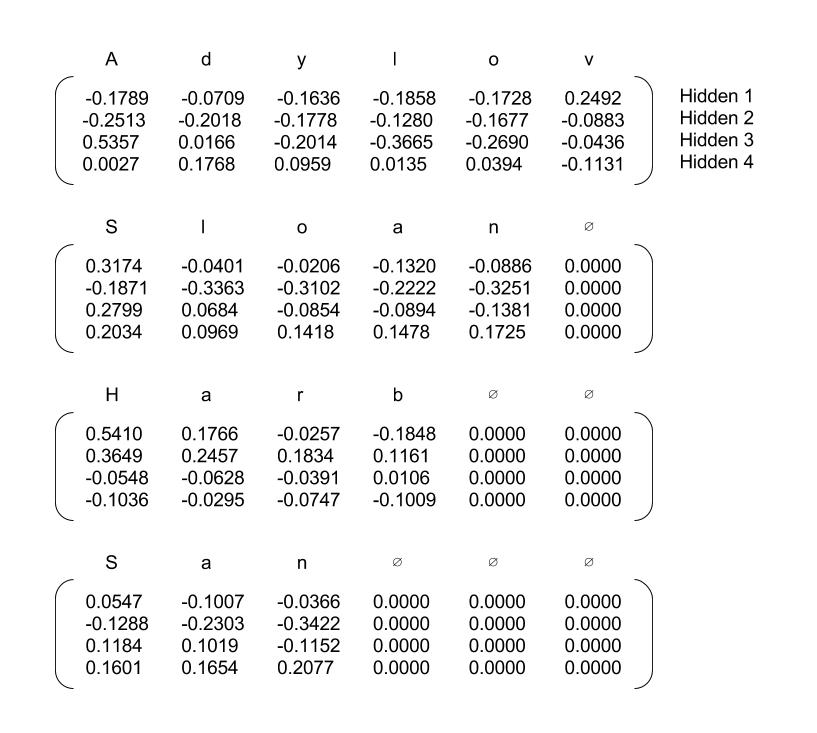 A d y l o v
-0.1789 -0.0709 -0.1636 -0.1858 -0.1728 0.2492 Hidden 1
-0.2513 -0.2018 -0.1778 -0.1280 -0.1677 -0.0883 Hidden 2
0.5357 0.0166 -0.2014 -0.3665 -0.2690 -0.0436 Hidden 3
0.0027 0.1768 0.0959 0.0135 0.0394 -0.1131 Hidden 4
S l o a n ∅
0.3174 -0.0401 -0.0206 -0.1320 -0.0886 0.0000
-0.1871 -0.3363 -0.3102 -0.2222 -0.3251 0.0000
0.2799 0.0684 -0.0854 -0.0894 -0.1381 0.0000
0.2034 0.0969 0.1418 0.1478 0.1725 0.0000
H a r b ∅ ∅
0.5410 0.1766 -0.0257 -0.1848 0.0000 0.0000
0.3649 0.2457 0.1834 0.1161 0.0000 0.0000
-0.0548 -0.0628 -0.0391 0.0106 0.0000 0.0000
-0.1036 -0.0295 -0.0747 -0.1009 0.0000 0.0000
S a n ∅ ∅ ∅
0.0547 -0.1007 -0.0366 0.0000 0.0000 0.0000
-0.1288 -0.2303 -0.3422 0.0000 0.0000 0.0000
0.1184 0.1019 -0.1152 0.0000 0.0000 0.0000
0.1601 0.1654 0.2077 0.0000 0.0000 0.0000